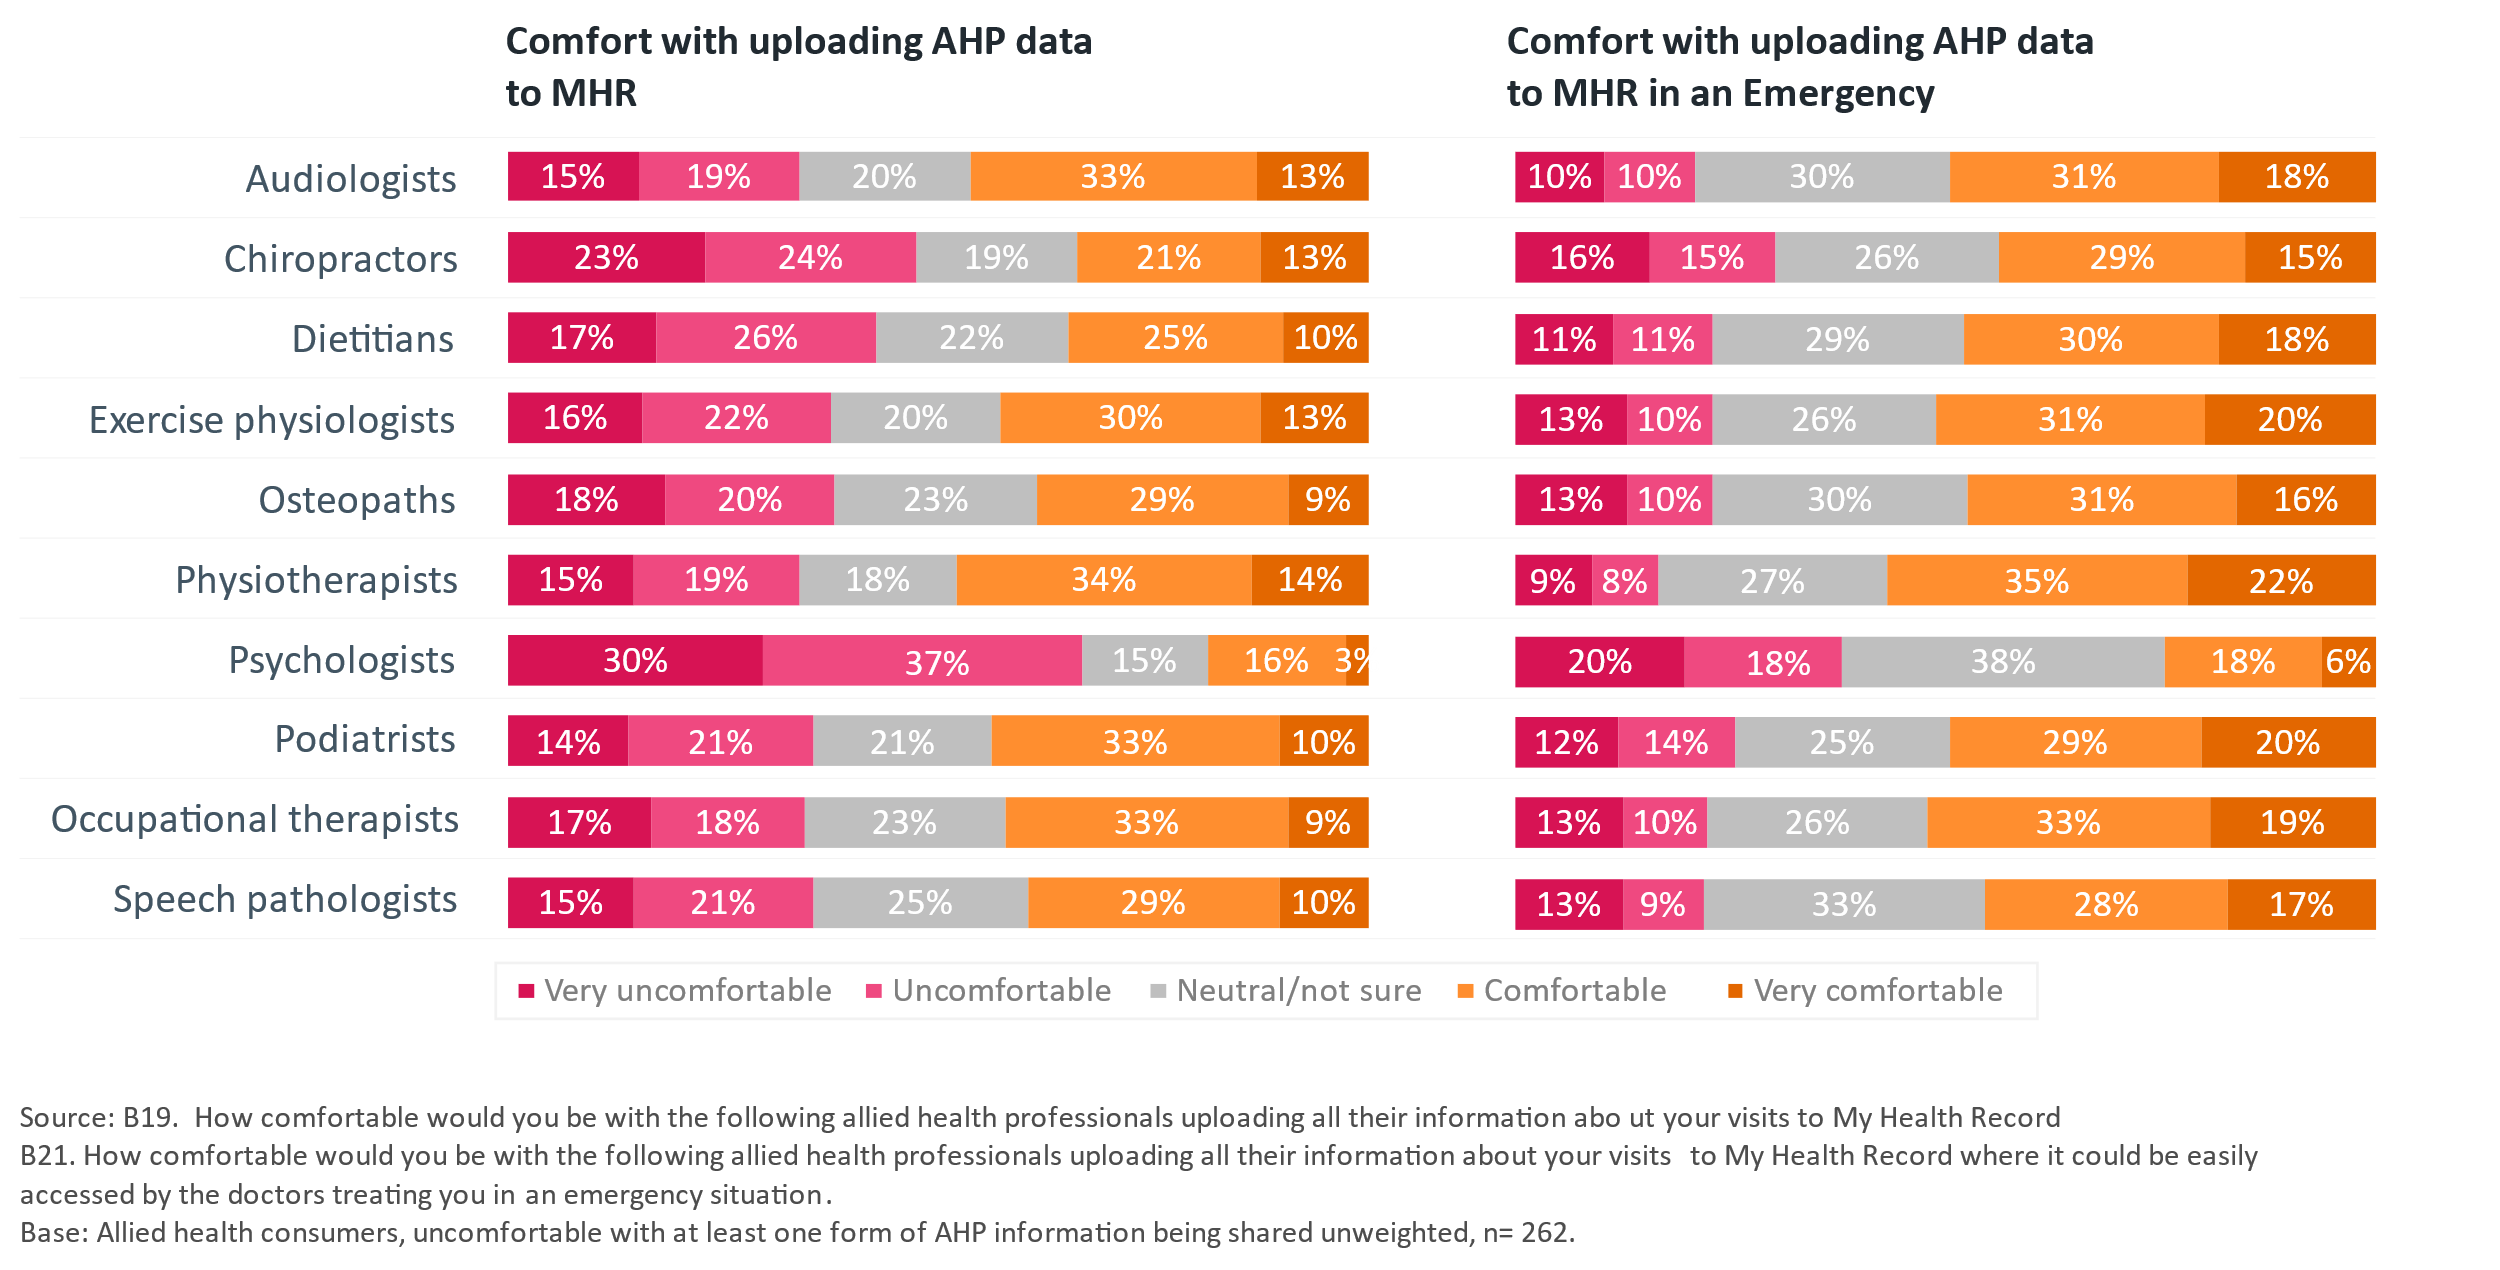 Comfort with uploading AHP data
to MHR
Comfort with uploading AHP data
to MHR in an Emergency
Audiologists 15% 19% 20% 33% 13% 10% 10% 30% 31% 18%
Chiropractors 23% 24% 19% 21% 13% 16% 15% 26% 29% 15%
Dietitians 17% 26% 22% 25% 10% 11% 11% 29% 30% 18%
Exercise physiologists 16% 22% 20% 30% 13% 13% 10% 26% 31% 20%
Osteopaths 18% 20% 23% 29% 9% 13% 10% 30% 31% 16%
Physiotherapists 15% 19% 18% 34% 14% 9% 8% 27% 35% 22%
Psychologists 30% 37% 15% 16% 3% 20% 18% 38% 18% 6%
Podiatrists 14% 21% 21% 33% 10% 12% 14% 25% 29% 20%
Occupational therapists 17% 18% 23% 33% 9% 13% 10% 26% 33% 19%
Speech pathologists 15% 21% 25% 29% 10% 13% 9% 33% 28% 17%
Very uncomfortable Uncomfortable Neutral/not sure Comfortable Very comfortable
Source: B19. How comfortable would you be with the following allied health professionals uploading all their information abo ut your visits to My Health Record
B21. How comfortable would you be with the following allied health professionals uploading all their information about your visits to My Health Record where it could be easily
accessed by the doctors treating you in an emergency situation.
Base: Allied health consumers, uncomfortable with at least one form of AHP information being shared unweighted, n= 262.